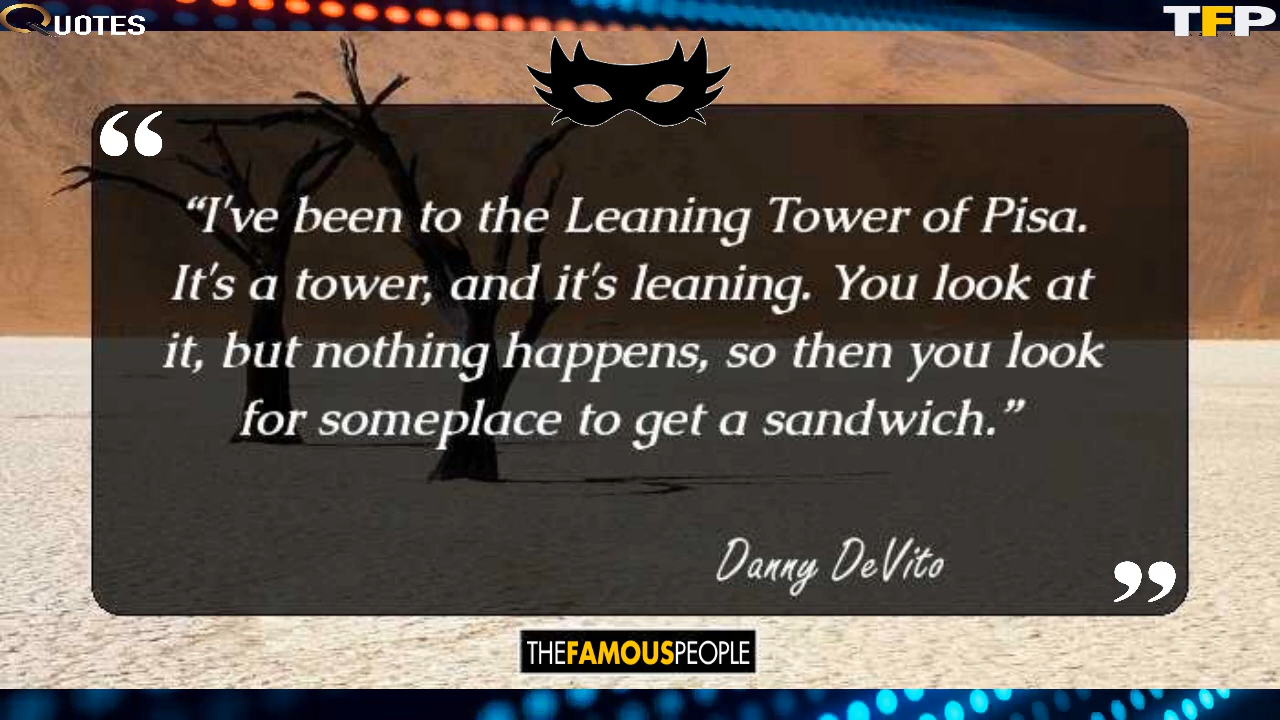 QUOTES
TFP
“
“I've been to the Leaning Tower of Pisa.
It's a tower, and it's leaning. You look at
it, but nothing happens, so then you look
for someplace to get a sandwich.”
Danny DeVito
”
THEFAMOUSPEOPLE